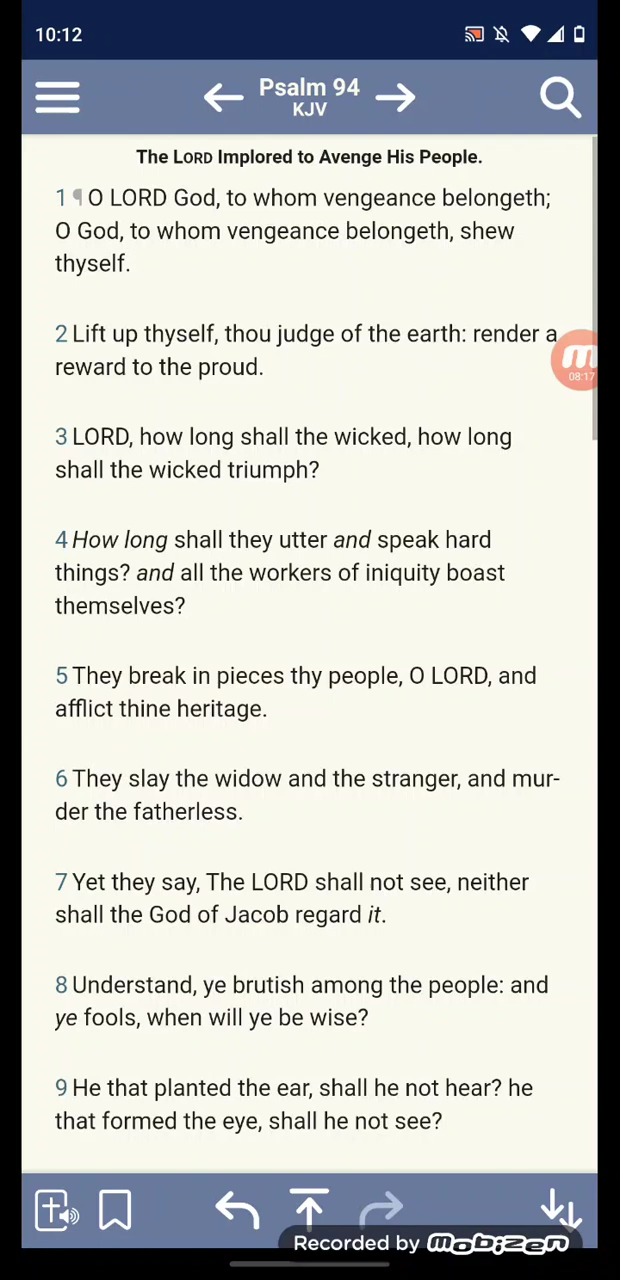 10:12
Psalm 94
KJV
The LORD Implored to Avenge His People.
1 ¶ O LORD God, to whom vengeance belongeth;
O God, to whom vengeance belongeth, shew
thyself.
2 Lift up thyself, thou judge of the earth: render a
reward to the proud.
m
08:17
3 LORD, how long shall the wicked, how long
shall the wicked triumph?
4 How long shall they utter and speak hard
things? and all the workers of iniquity boast
themselves?
5 They break in pieces thy people, O LORD, and
afflict thine heritage.
6 They slay the widow and the stranger, and mur-
der the fatherless.
7 Yet they say, The LORD shall not see, neither
shall the God of Jacob regard it.
8 Understand, ye brutish among the people: and
ye fools, when will ye be wise?
9 He that planted the ear, shall he not hear? he
that formed the eye, shall he not see?
Recorded by mobizen